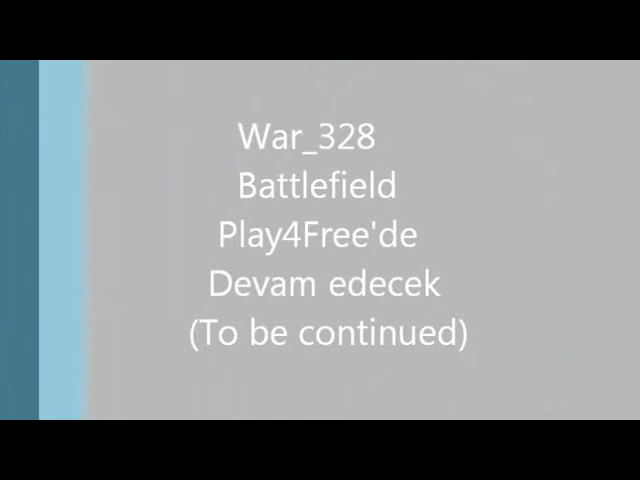 War_328
Battlefield
Play4Free'de
Devam edecek
(To be continued)